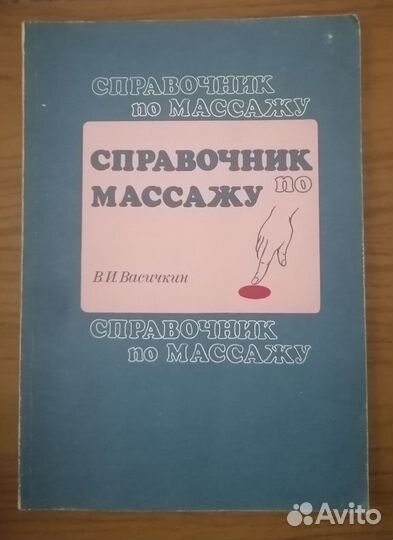 СПРАВОЧНИК
по МАССАЖУ
СПРАВОЧНИК
по
МАССАЖУ
В.И.Васичкин
СПРАВОЧНИК
по МАССАЖУ
Avito